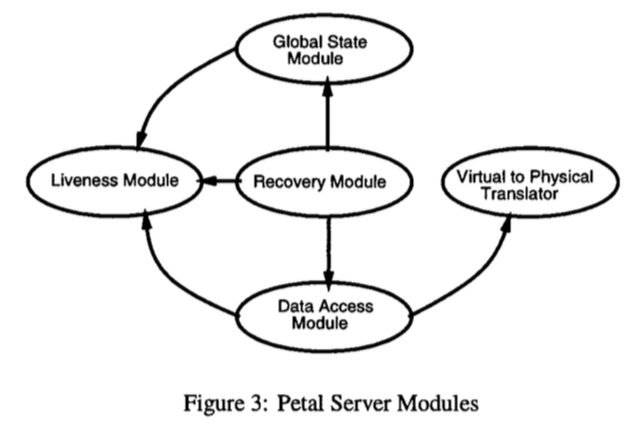 Global State
Module
Liveness Module
Recovery Module
Virtual to Physical
Translator
Data Access
Module
Figure 3: Petal Server Modules